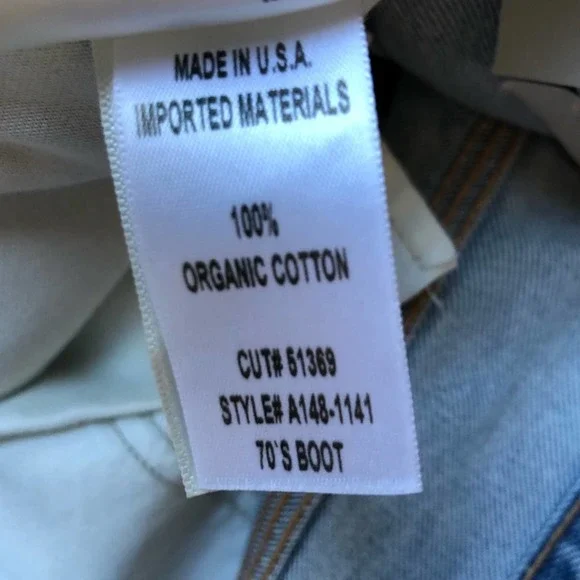 MADE IN U.S.A.
IMPORTED MATERIALS
100%
ORGANIC COTTON
CUT# 51369
STYLE# A148-1141
70`S BOOT